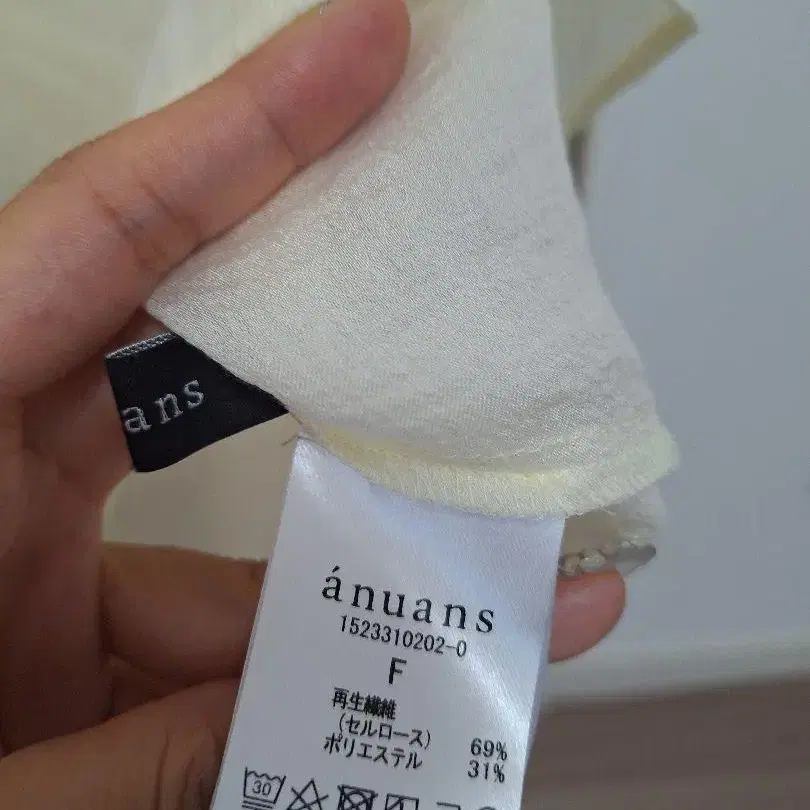 ans
ánuans
1523310202-0
F
再生繊維
(セルロース) 69%
ポリエステル 31%
30